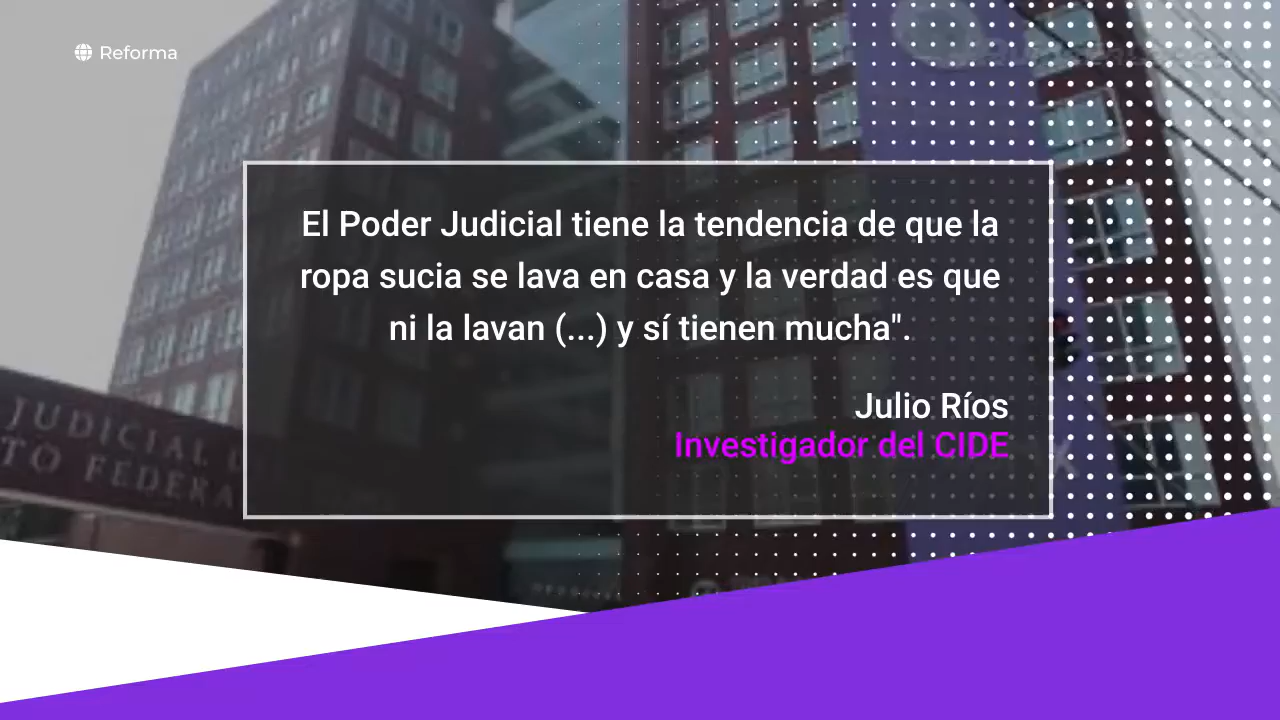 Reforma
El Poder Judicial tiene la tendencia de que la
ropa sucia se lava en casa y la verdad es que
ni la lavan (...) y sí tienen mucha".
Julio Ríos
Investigador del CIDE
JUDICIAL
TO FEDERA